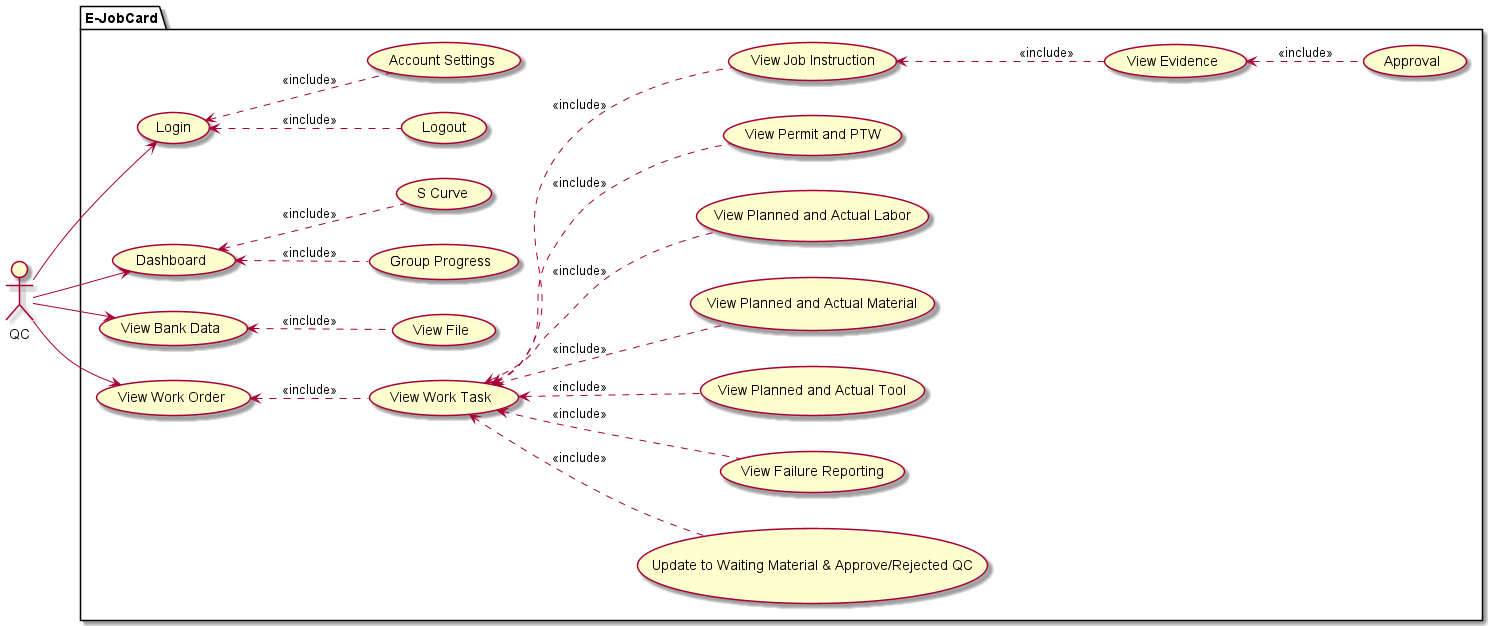 E-JobCard
Account Settings
«include»
Login
«include»
Logout
S Curve
«include»
Dashboard
«include»
Group Progress
QC
View Bank Data
«include»
View File
View Work Order
«include»
View Work Task
«include»
View Job Instruction
«include»
View Evidence
«include»
Approval
«include»
View Permit and PTW
«include»
View Planned and Actual Labor
«include»
View Planned and Actual Material
«include»
View Planned and Actual Tool
«include»
View Failure Reporting
«include»
Update to Waiting Material & Approve/Rejected QC